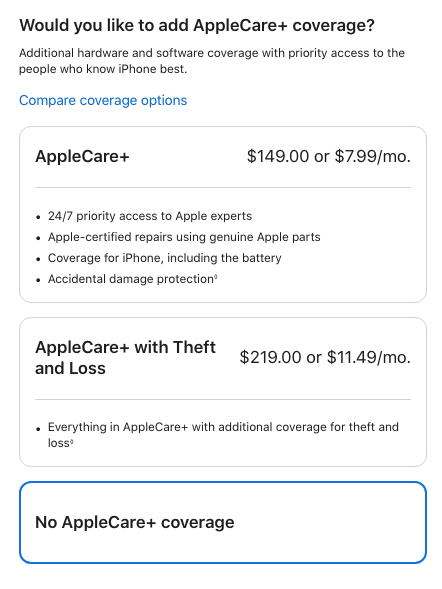 Would you like to add AppleCare+ coverage?
Additional hardware and software coverage with priority access to the
people who know iPhone best.
Compare coverage options
AppleCare+ $149.00 or $7.99/mo.
• 24/7 priority access to Apple experts
• Apple-certified repairs using genuine Apple parts
• Coverage for iPhone, including the battery
• Accidental damage protection◊
AppleCare+ with Theft
and Loss
$219.00 or $11.49/mo.
• Everything in AppleCare+ with additional coverage for theft and
loss◊
No AppleCare+ coverage